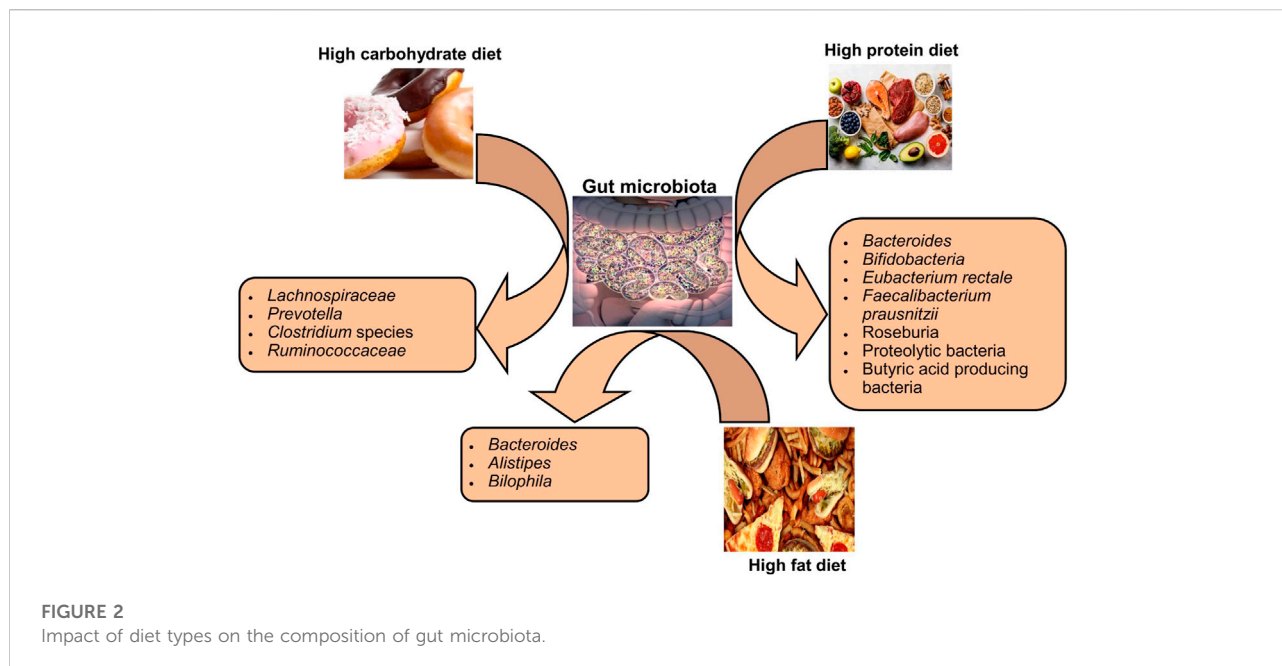 High carbohydrate diet
High protein diet
Gut microbiota
• Lachnospiraceae
• Prevotella
• Clostridium species
• Ruminococcaceae
• Bacteroides
• Bifidobacteria
• Eubacterium rectale
• Faecalibacterium
prausnitzii
• Roseburia
• Proteolytic bacteria
• Butyric acid producing
bacteria
• Bacteroides
• Alistipes
• Bilophila
High fat diet
FIGURE 2
Impact of diet types on the composition of gut microbiota.